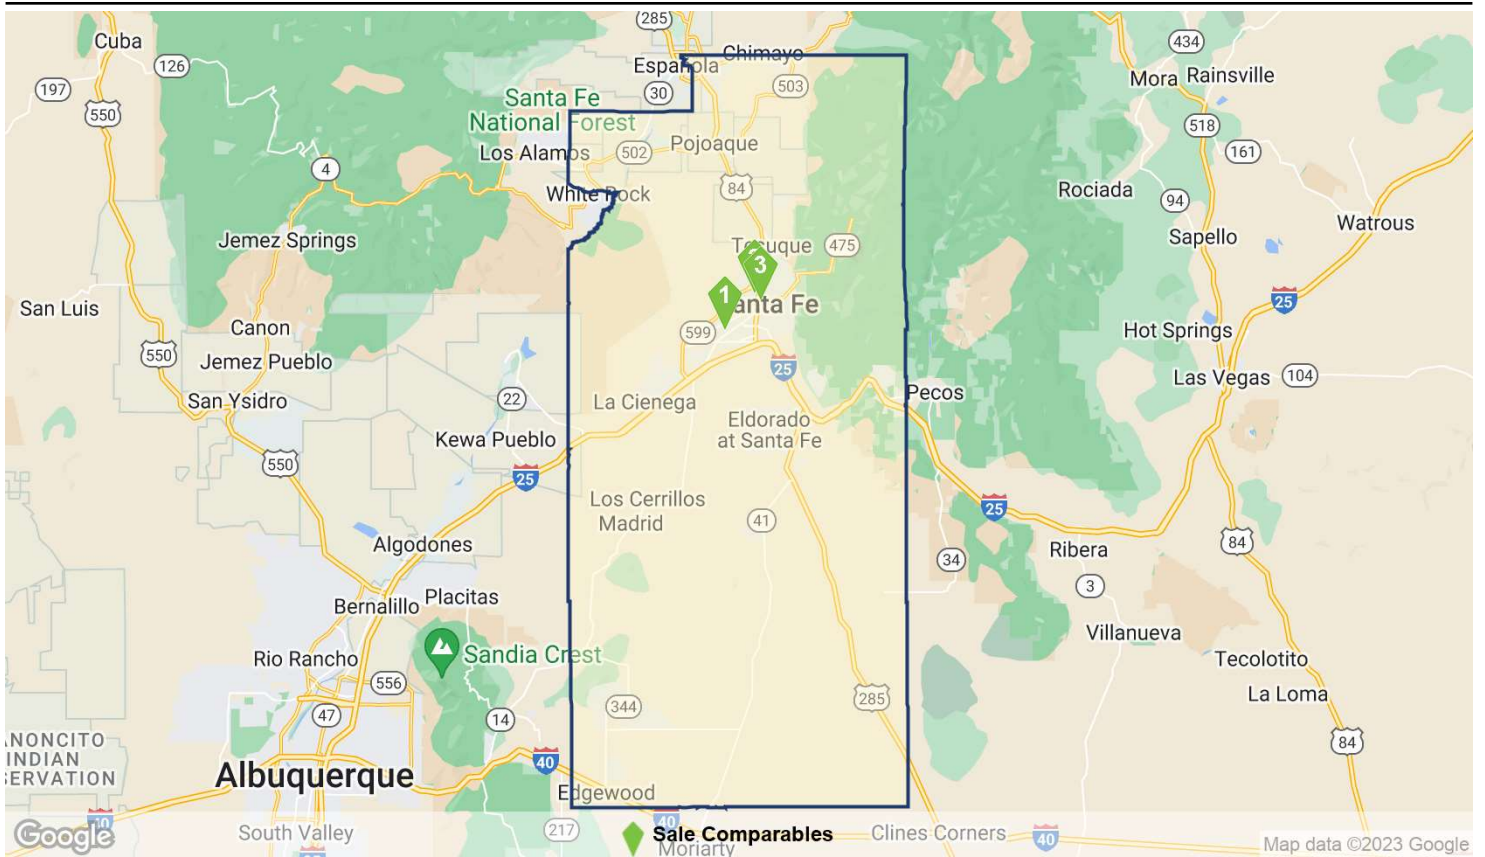 285
Cuba
434
Chimayo
126
Española
Mora
Rainsville
197
30
503
550
Santa Fe
National Forest
518
Pojoaque
Los Alamos
502
161
4
84
Rociada
White Rock
94
Watrous
Jemez Springs
Tesuque
475
Sapello
3
1
San Luis
Santa Fe
25
Canon
599
Hot Springs
550
Jemez Pueblo
25
Las Vegas
104
San Ysidro
22
La Cienega
Pecos
Eldorado
at Santa Fe
Kewa Pueblo
550
25
Los Cerrillos
Madrid
41
25
Algodones
84
Ribera
34
3
Placitas
Bernalillo
Villanueva
Rio Rancho
Sandia Crest
Tecolotito
556
La Loma
285
344
47
14
84
ANONCITO
INDIAN
SERVATION
40
Albuquerque
Edgewood
40
40
Google
South Valley
217
Sale Comparables
Clines Corners
40
Moriarty
Map data ©2023 Google